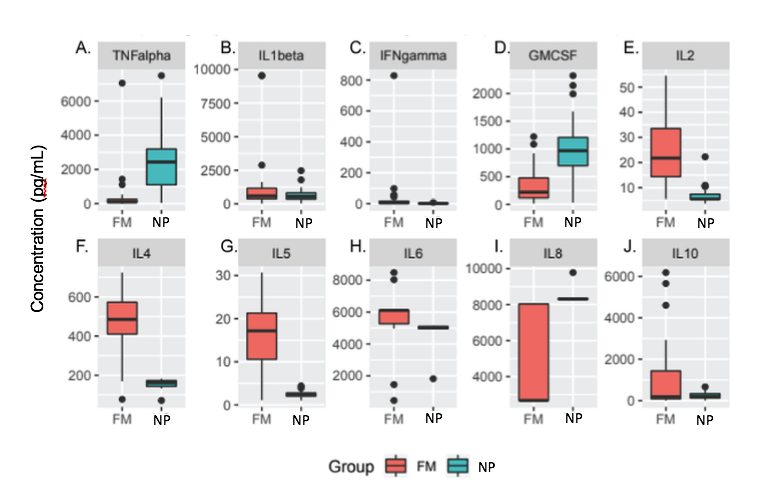 A. TNFalpha B. IL1beta C. IFNgamma D. GMCSF E. IL2
6000 4000 2000 0
10000 7500 5000 2500 0
800 600 400 200 0
2000 1500 1000 500 0
50 40 30 20 10
FM NP FM NP FM NP FM NP FM NP
Concentration (pg/mL)
F. IL4 G. IL5 H. IL6 I. IL8 J. IL10
600 400 200
30 20 10 0
8000 6000 4000 2000
10000 8000 6000 4000
6000 4000 2000 0
FM NP FM NP FM NP FM NP FM NP
Group FM NP